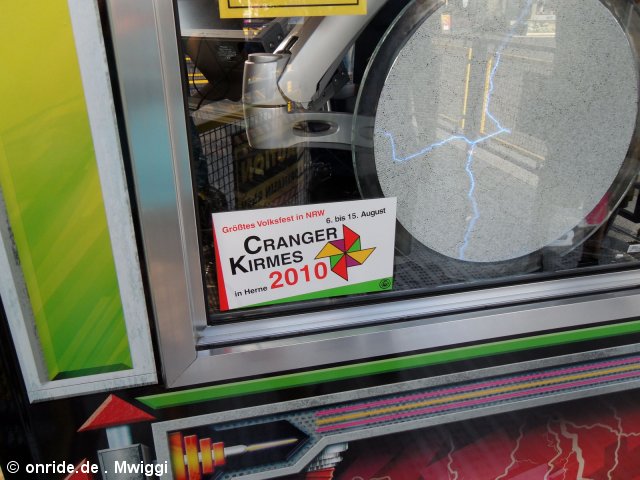 Größtes Volksfest in NRW
6. bis 15. August
CRANGER
KIRMES
in Herne 2010
© onride.de . Mwiggi